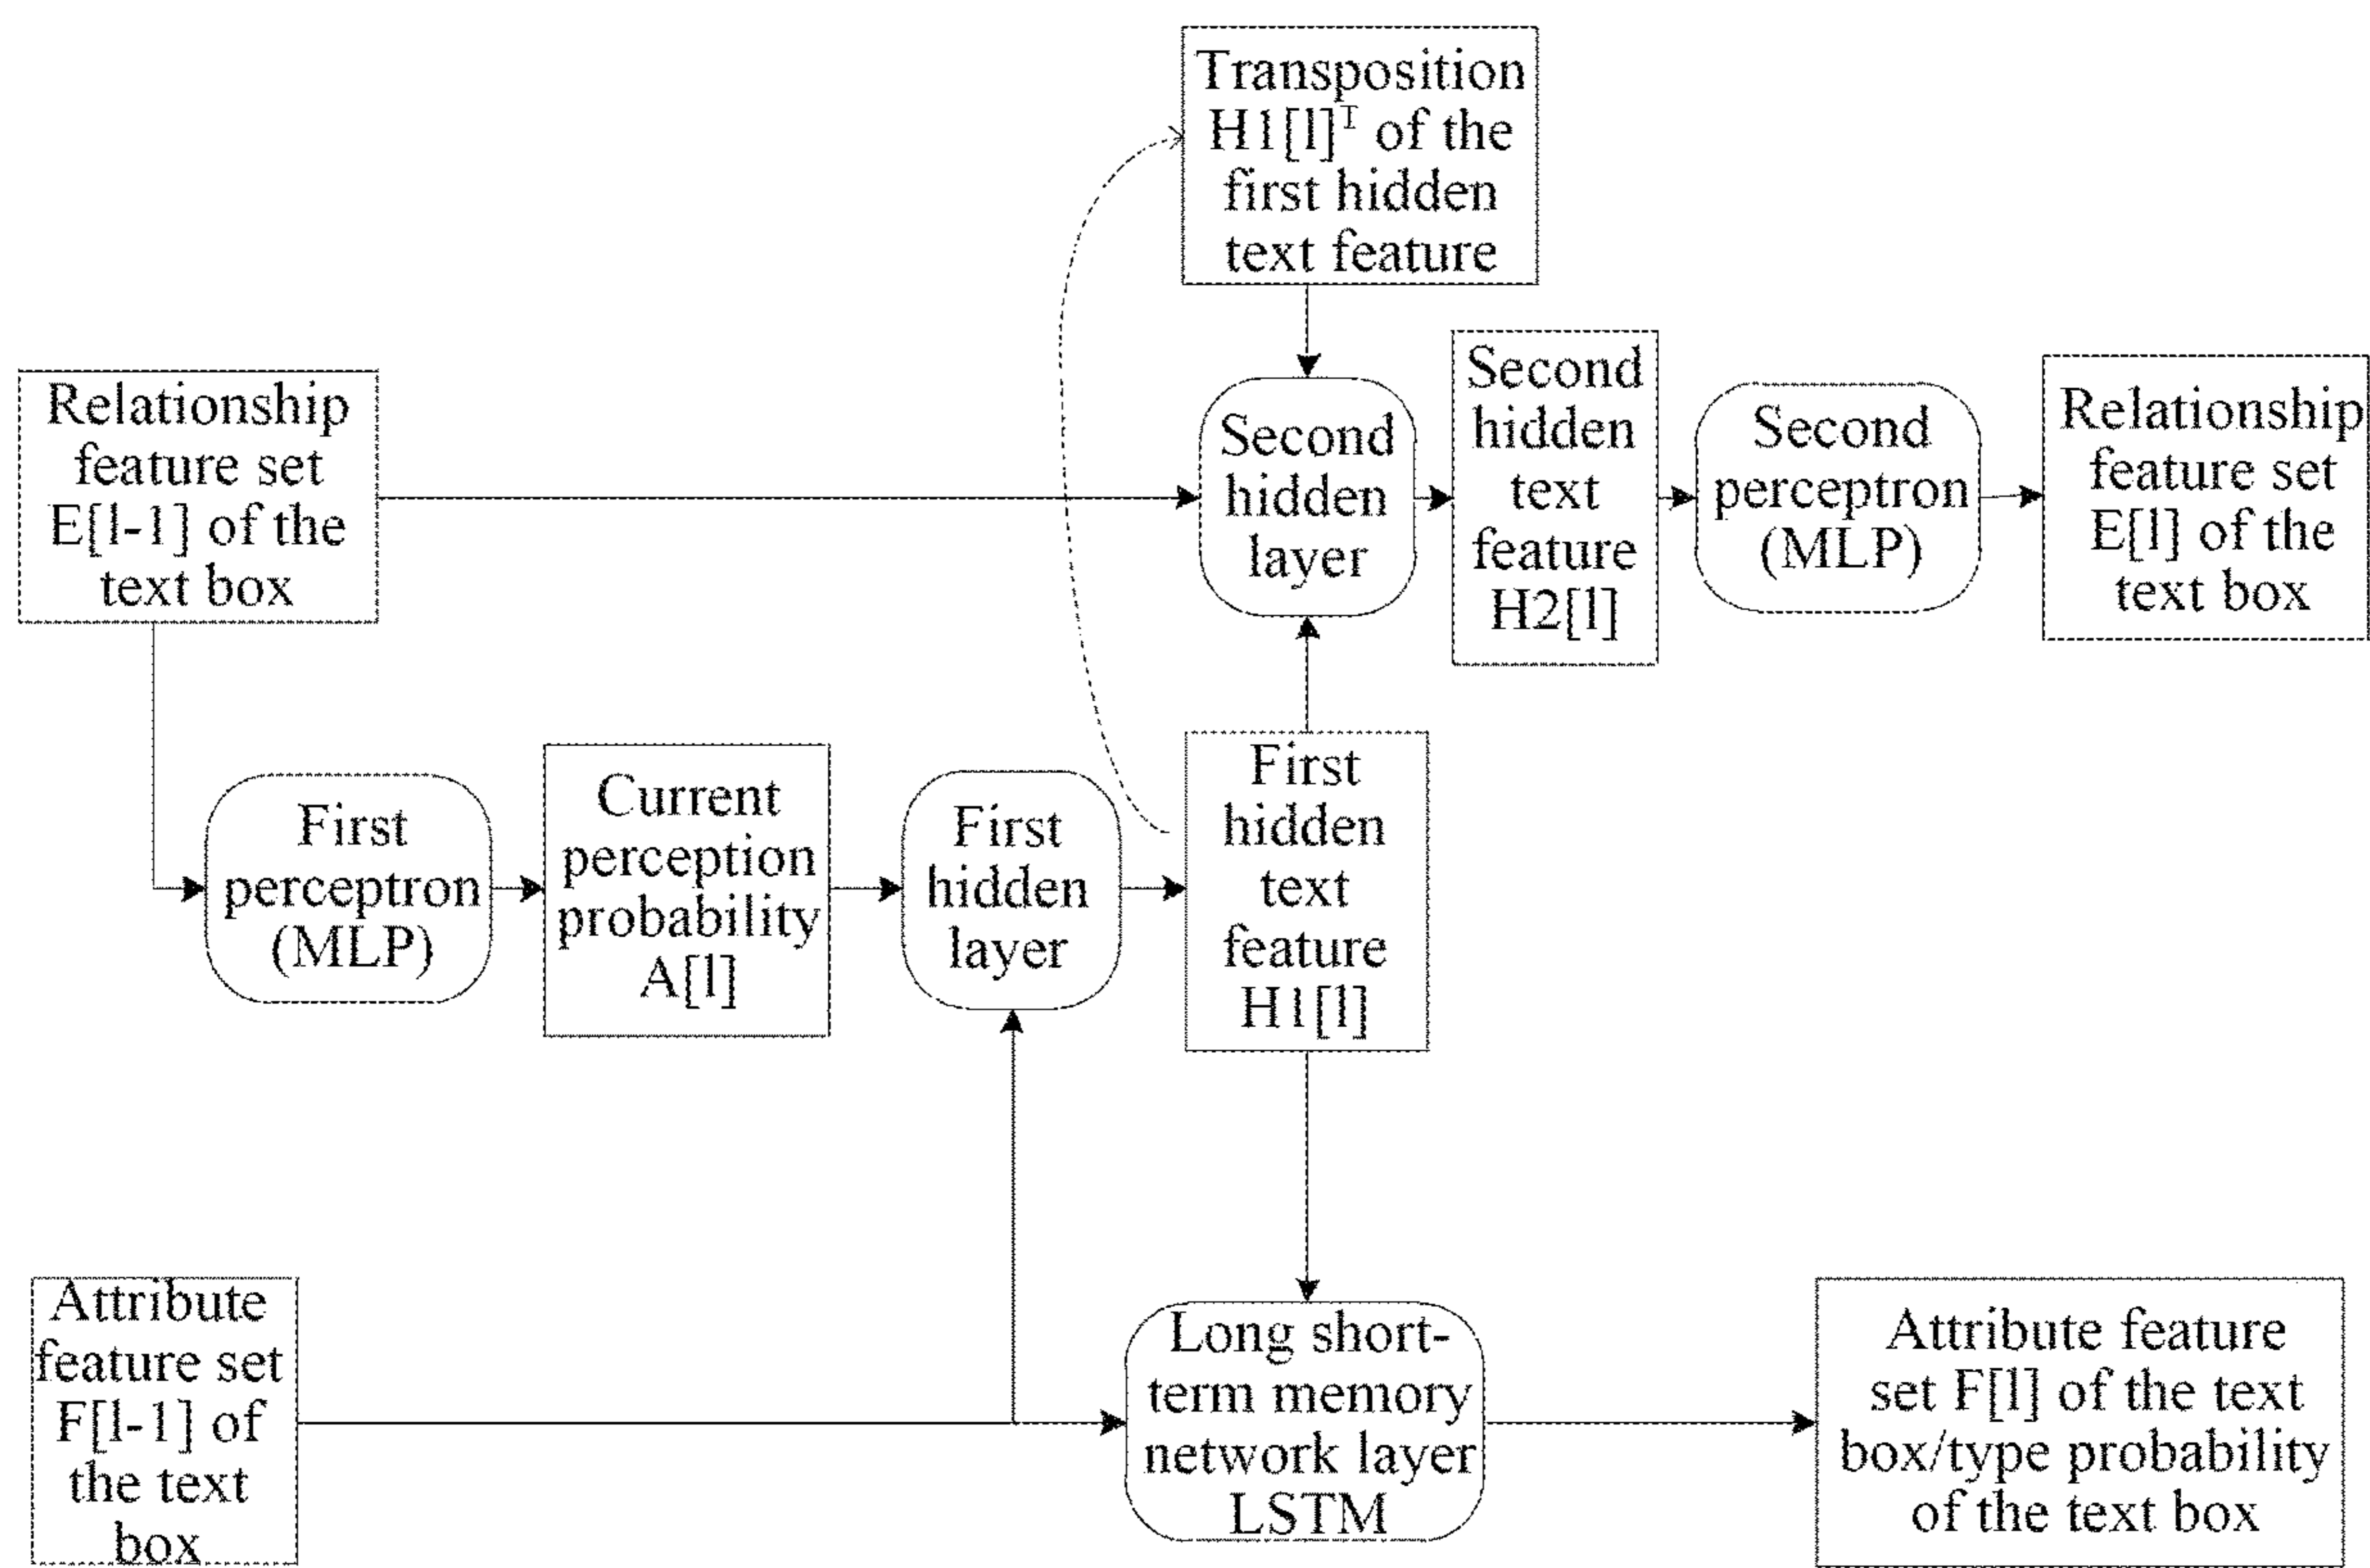 Transposition
H1[l]ᵀ of the
first hidden
text feature
Relationship
feature set
E[l-1] of the
text box
Second
hidden
layer
Second
hidden
text
feature
H2[l]
Second
perceptron
(MLP)
Relationship
feature set
E[l] of the
text box
First
perceptron
(MLP)
Current
perception
probability
A[l]
First
hidden
layer
First
hidden
text
feature
H1[l]
Attribute
feature set
F[l-1] of
the text
box
Long short-
term memory
network layer
LSTM
Attribute feature
set F[l] of the text
box/type probability
of the text box